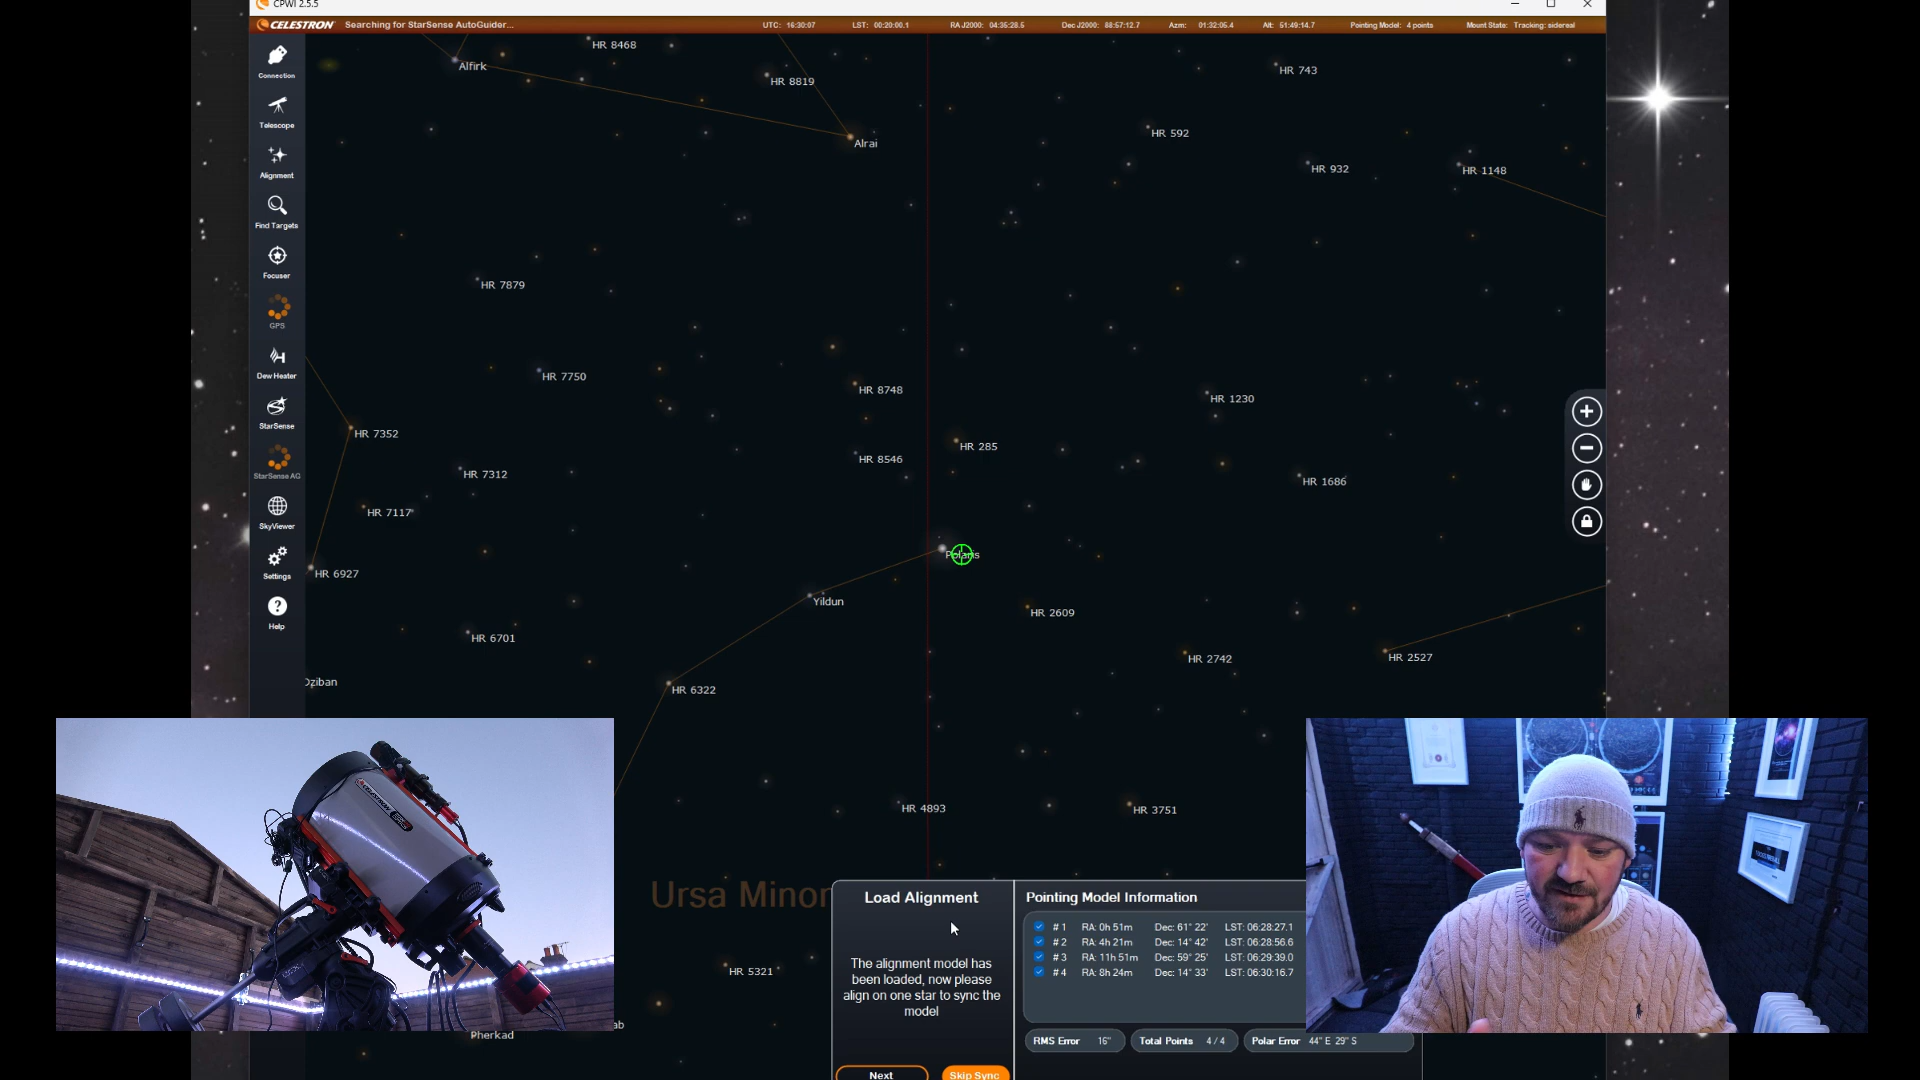 CPWI 2.5.5
CELESTRON Searching for StarSense AutoGuider... UTC: 16:30:07 LST: 00:20:00.1 RA J2000: 04:35:28.5 Dec J2000: 88:57:12.7 Azm: 01:32:05.4 Alt: 51:49:14.7 Pointing Model: 4 points Mount State: Tracking: sidereal
Connection
Telescope
Alignment
Find Targets
Focuser
GPS
Dew Heater
StarSense
StarSense AG
SkyViewer
Settings
Help
HR 8468
Alfirk
HR 8819
HR 743
HR 592
Alrai
HR 932
HR 1148
HR 7879
HR 7750
HR 8748
HR 1230
HR 7352
HR 285
HR 8546
HR 7312
HR 1686
HR 7117
Polaris
HR 6927
Yildun
HR 2609
HR 6701
HR 2742
HR 2527
Dziban
HR 6322
HR 4893
HR 3751
Ursa Minor
HR 5321
ab
Pherkad
CELESTRON
Load Alignment
The alignment model has
been loaded, now please
align on one star to sync the
model
Next
Skip Sync
Pointing Model Information
# 1 RA: 0h 51m Dec: 61° 22' LST: 06:28:27.1
# 2 RA: 4h 21m Dec: 14° 42' LST: 06:28:56.6
# 3 RA: 11h 51m Dec: 59° 25' LST: 06:29:39.0
# 4 RA: 8h 24m Dec: 14° 33' LST: 06:30:16.7
RMS Error 16" Total Points 4 / 4 Polar Error 44" E 29" S